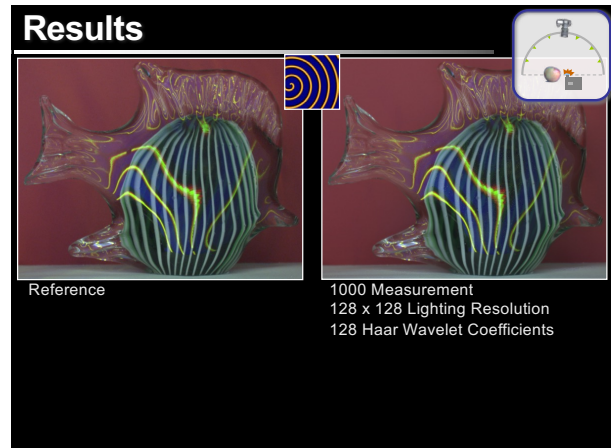 Results
Reference
1000 Measurement
128 x 128 Lighting Resolution
128 Haar Wavelet Coefficients